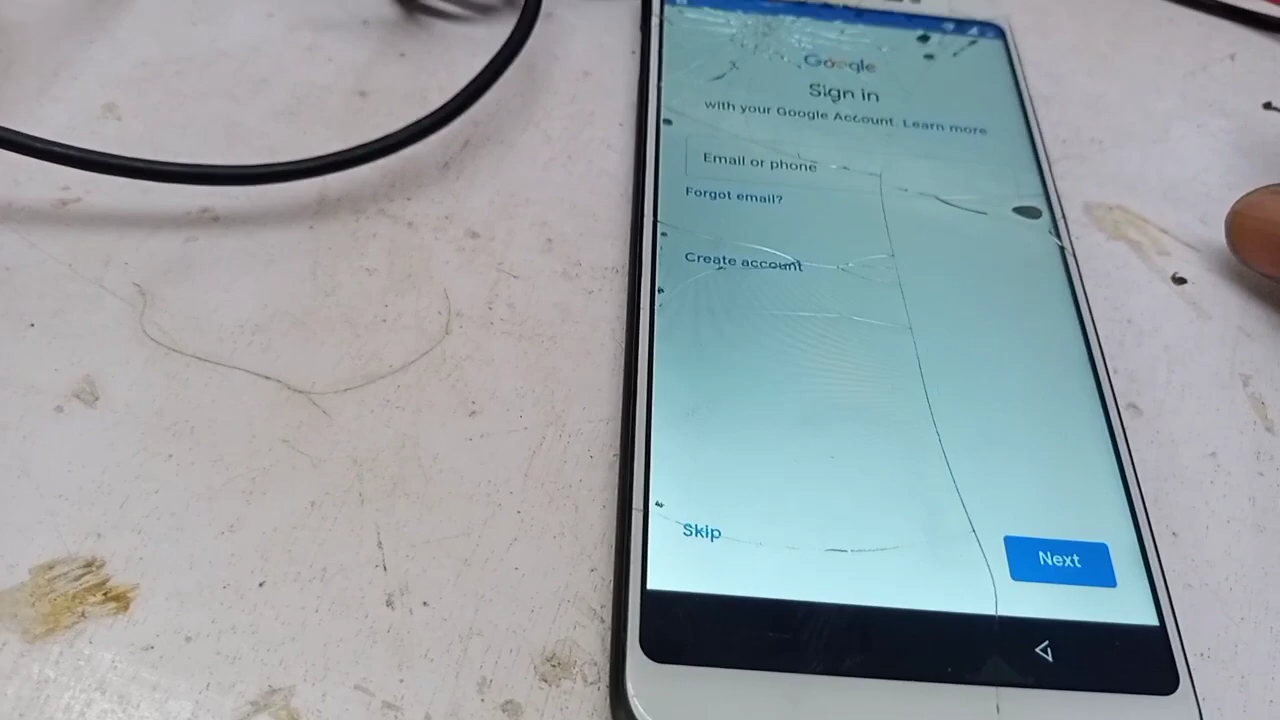 Google
Sign in
with your Google Account. Learn more
Email or phone
Forgot email?
Create account
Skip
Next